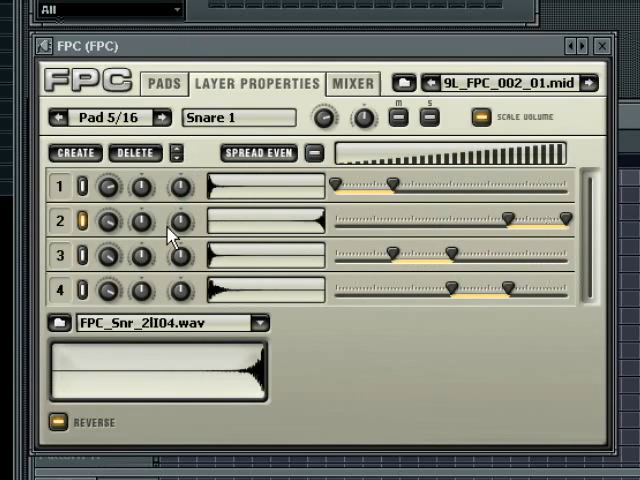 All
FPC (FPC)
FPC PADS LAYER PROPERTIES MIXER 9L_FPC_002_01.mid
Pad 5/16 Snare 1 m s SCALE VOLUME
CREATE DELETE SPREAD EVEN
1
2
3
4
FPC_Snr_2lI04.wav
REVERSE